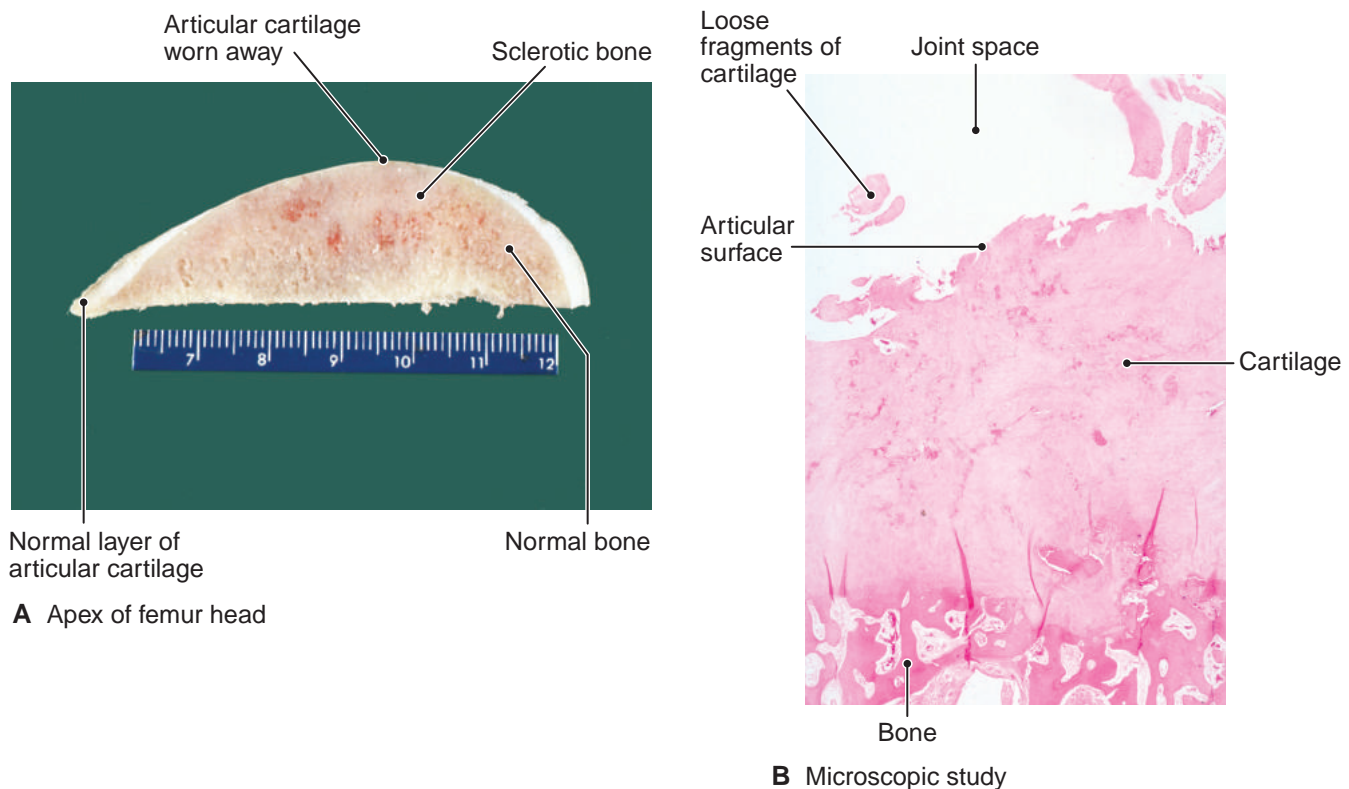 Articular cartilage
worn away
Sclerotic bone
7 8 9 10 11 12
Normal layer of
articular cartilage
Normal bone
A Apex of femur head
Loose
fragments of
cartilage
Joint space
Articular
surface
Cartilage
Bone
B Microscopic study